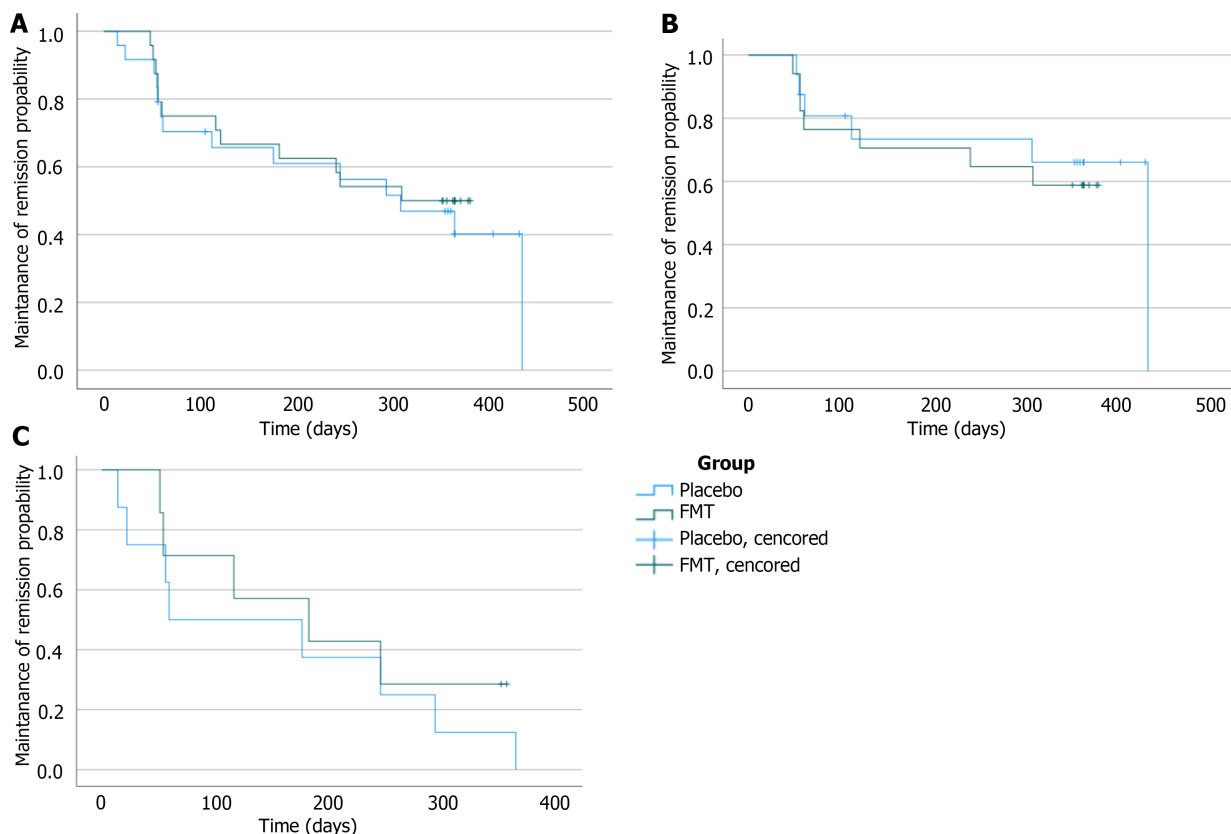 A
Maintanance of remission propability
1.0
0.8
0.6
0.4
0.2
0.0
0 100 200 300 400 500
Time (days)
B
Maintanance of remission propability
1.0
0.8
0.6
0.4
0.2
0.0
0 100 200 300 400 500
Time (days)
C
Maintanance of remission propability
1.0
0.8
0.6
0.4
0.2
0.0
0 100 200 300 400
Time (days)
Group
Placebo
FMT
Placebo, cencored
FMT, cencored